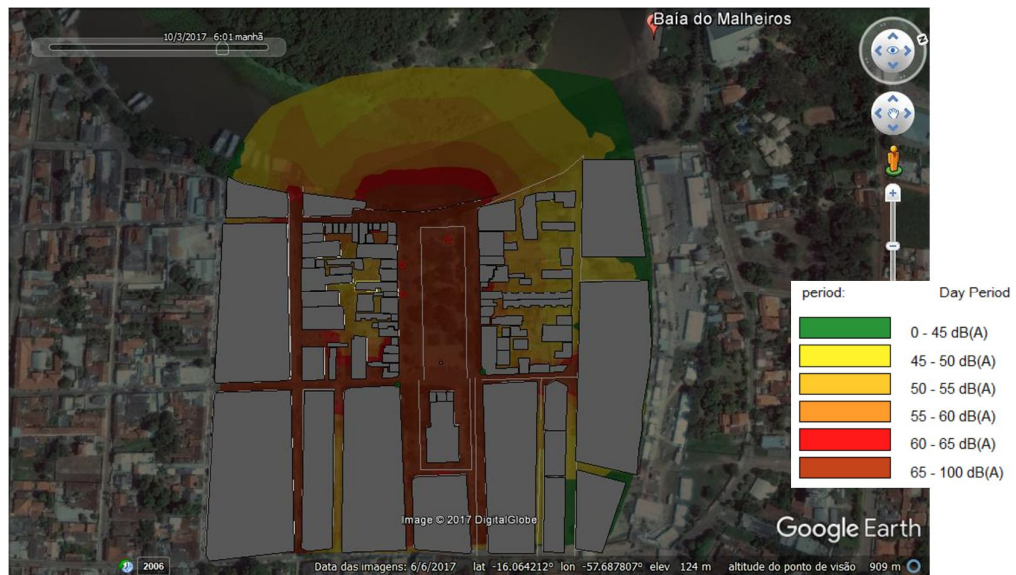 Baía do Malheiros
10/3/2017 6:01 manhã
period: Day Period
0 - 45 dB(A)
45 - 50 dB(A)
50 - 55 dB(A)
55 - 60 dB(A)
60 - 65 dB(A)
65 - 100 dB(A)
Image © 2017 DigitalGlobe
Google Earth
2006
Data das imagens: 6/6/2017 lat -16.064212° lon -57.687807° elev 124 m altitude do ponto de visão 909 m